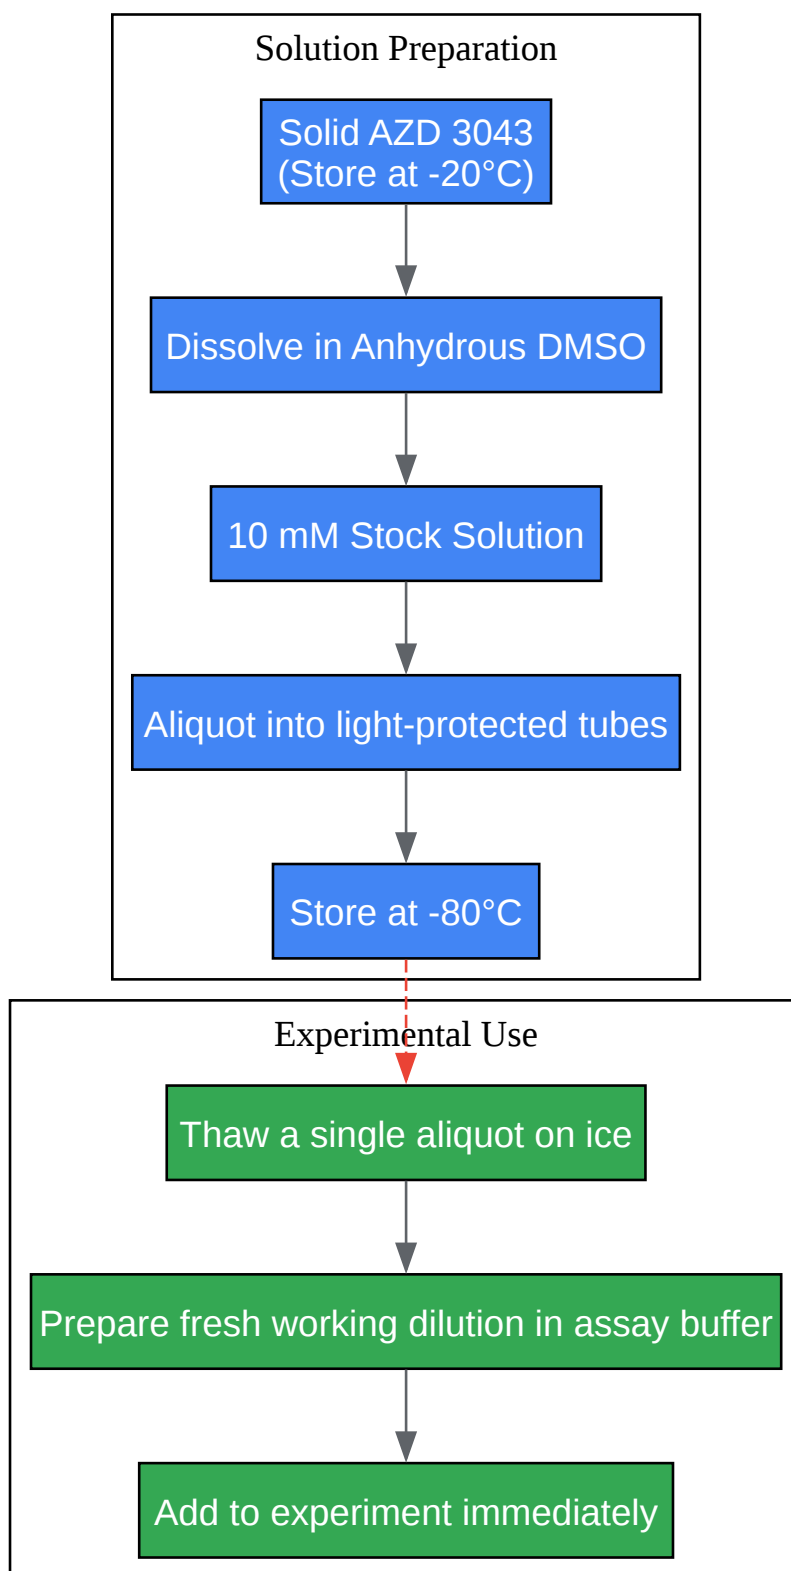 Solution Preparation
Solid AZD 3043
(Store at -20°C)
Dissolve in Anhydrous DMSO
10 mM Stock Solution
Aliquot into light-protected tubes
Store at -80°C
Experimental Use
Thaw a single aliquot on ice
Prepare fresh working dilution in assay buffer
Add to experiment immediately